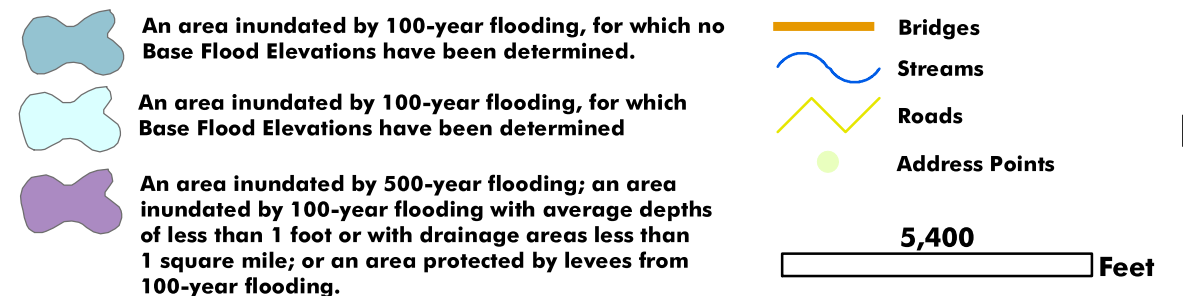 An area inundated by 100-year flooding, for which no
Base Flood Elevations have been determined.
An area inundated by 100-year flooding, for which
Base Flood Elevations have been determined
An area inundated by 500-year flooding; an area
inundated by 100-year flooding with average depths
of less than 1 foot or with drainage areas less than
1 square mile; or an area protected by levees from
100-year flooding.
Bridges
Streams
Roads
Address Points
5,400
Feet